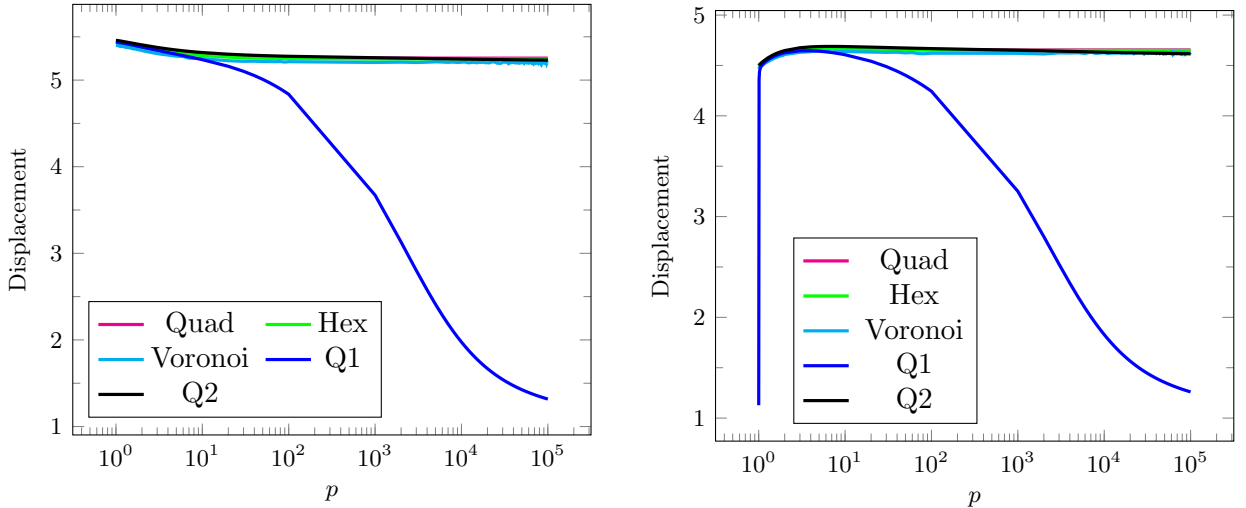 5
4
3
2
1
Displacement
10^0
10^1
10^2
10^3
10^4
10^5
p
Quad
Hex
Voronoi
Q1
Q2
5
4
3
2
1
Displacement
10^0
10^1
10^2
10^3
10^4
10^5
p
Quad
Hex
Voronoi
Q1
Q2